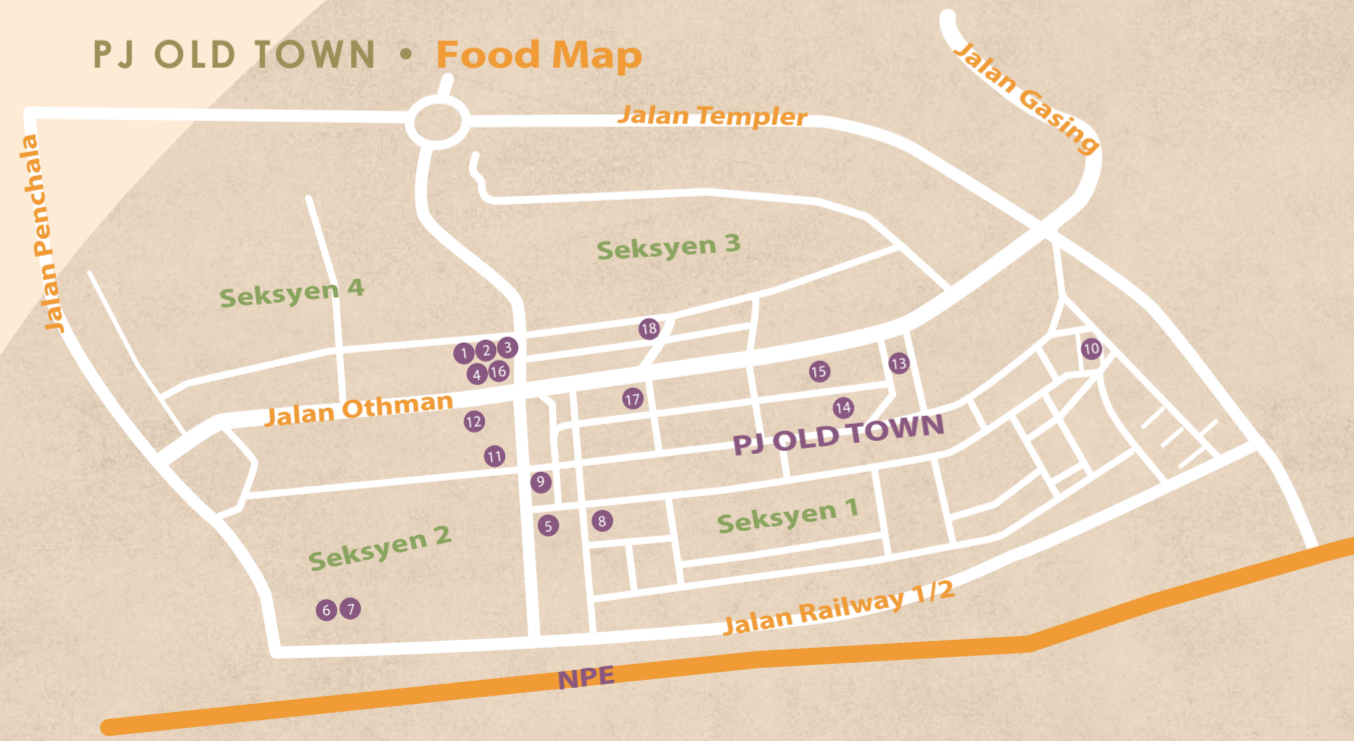 PJ OLD TOWN • Food Map
Jalan Gasing
Jalan Templer
Jalan Penchala
Seksyen 3
Seksyen 4
18
1 2 3
4 16
10
13
15
17
14
Jalan Othman
12
PJ OLD TOWN
11
9
5
8
Seksyen 1
Seksyen 2
6 7
Jalan Railway 1/2
NPE